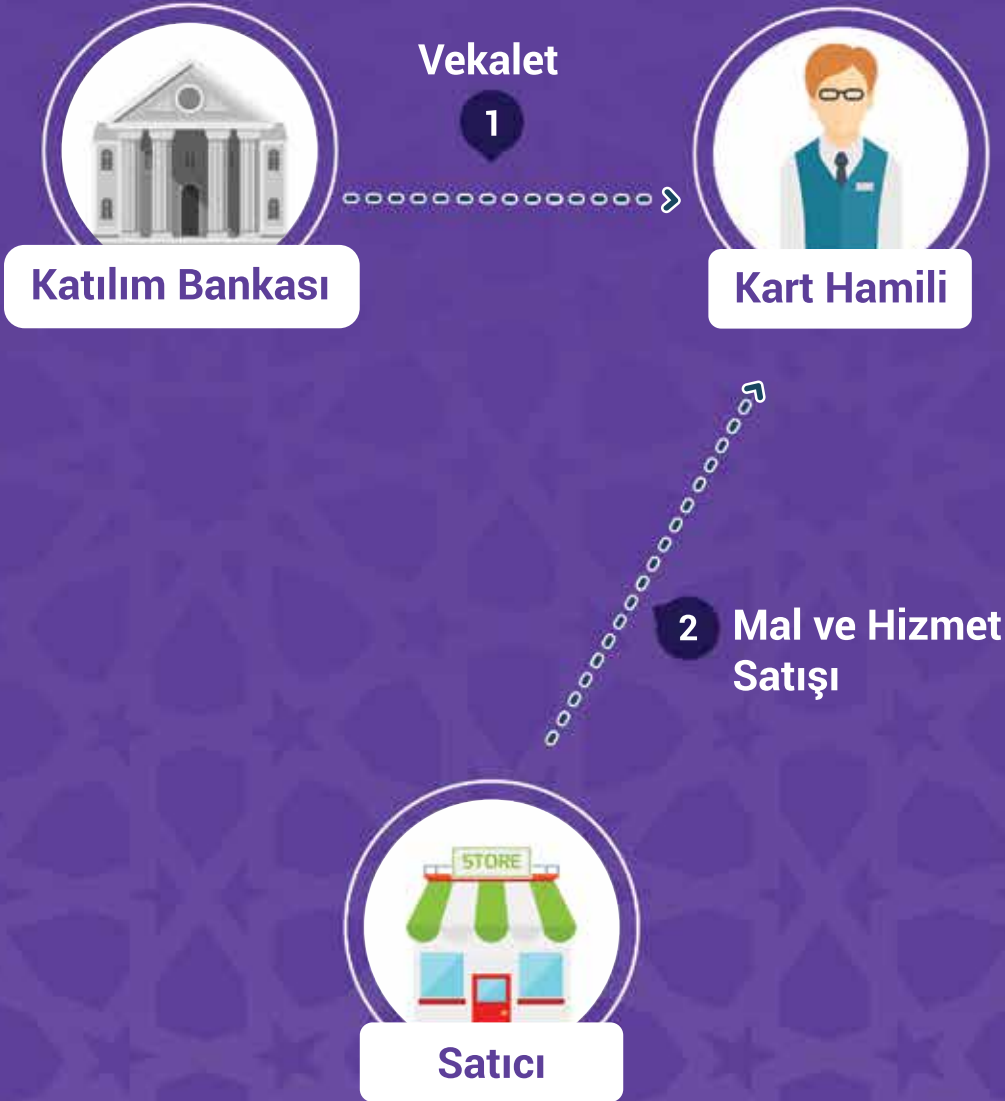 Vekalet
1
Katılım Bankası
Kart Hamili
2
Mal ve Hizmet
Satışı
STORE
Satıcı